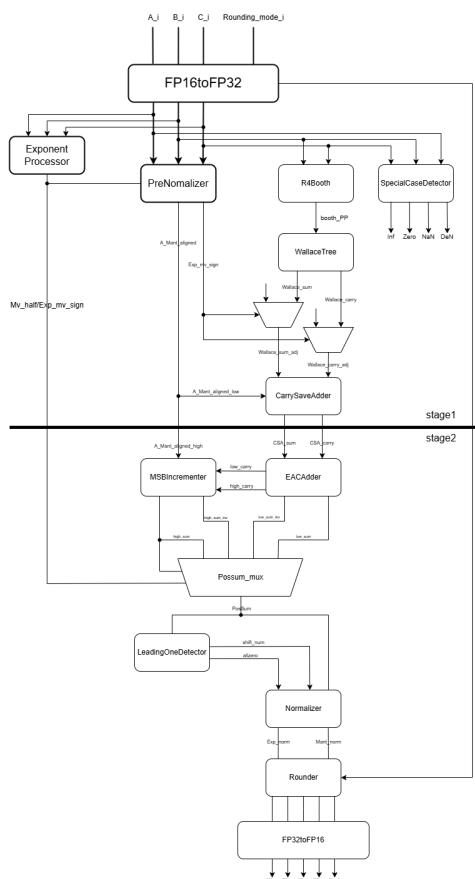 A_i B_i C_i Rounding_mode_i
FP16toFP32
Exponent
Processor
PreNomalizer
R4Booth
SpecialCaseDetector
booth_PP
Inf Zero NaN DeN
A_Mant_aligned
WallaceTree
Exp_mv_sign
Wallace_sum
Wallace_carry
Mv_half/Exp_mv_sign
Wallace_sum_adj
Wallace_carry_adj
A_Mant_aligned_low
CarrySaveAdder
stage1
stage2
A_Mant_aligned_high
CSA_sum
CSA_carry
MSBIncrementer
low_carry
high_carry
EACAdder
high_sum_inv
low_sum_inv
high_sum
low_sum
Possum_mux
PosSum
LeadingOneDetector
shift_num
allzero
Normalizer
Exp_norm
Mant_norm
Rounder
FP32toFP16